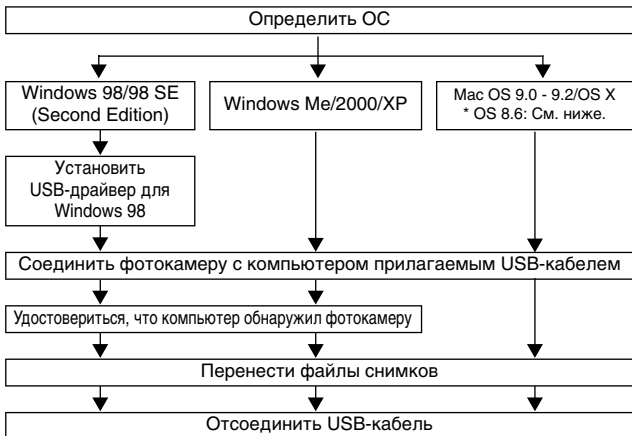 Определить ОС
Windows 98/98 SE
(Second Edition)
Windows Me/2000/XP
Mac OS 9.0 - 9.2/OS X
* OS 8.6: См. ниже.
Установить
USB-драйвер для
Windows 98
Соединить фотокамеру с компьютером прилагаемым USB-кабелем
Удостовериться, что компьютер обнаружил фотокамеру
Перенести файлы снимков
Отсоединить USB-кабель